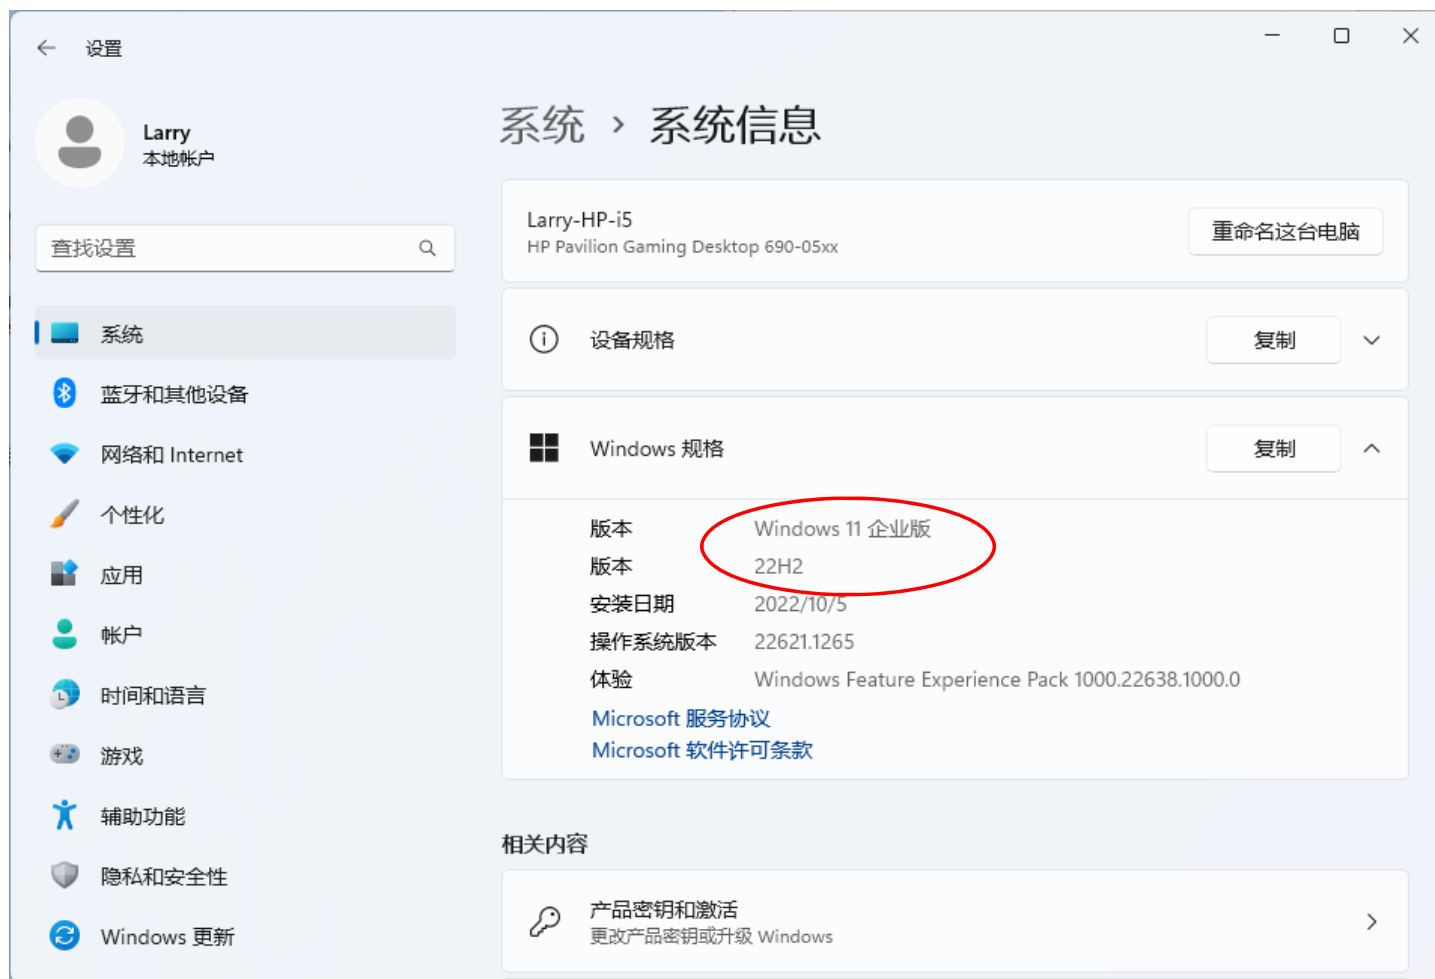 设置
Larry
本地帐户
查找设置
系统
蓝牙和其他设备
网络和 Internet
个性化
应用
帐户
时间和语言
游戏
辅助功能
隐私和安全性
Windows 更新
系统 › 系统信息
Larry-HP-i5
HP Pavilion Gaming Desktop 690-05xx
重命名这台电脑
设备规格
复制
Windows 规格
复制
版本 Windows 11 企业版
版本 22H2
安装日期 2022/10/5
操作系统版本 22621.1265
体验 Windows Feature Experience Pack 1000.22638.1000.0
Microsoft 服务协议
Microsoft 软件许可条款
相关内容
产品密钥和激活
更改产品密钥或升级 Windows